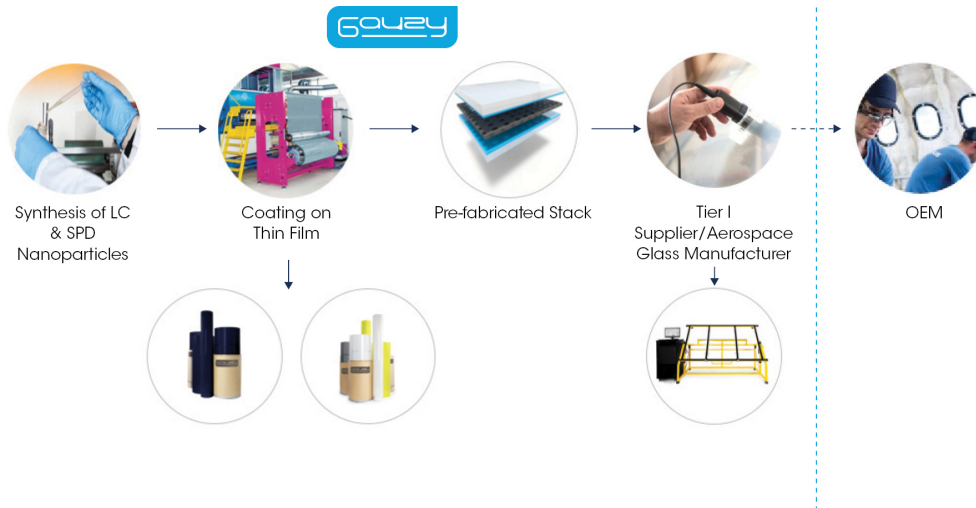 Gauzy
Synthesis of LC
& SPD
Nanoparticles
Coating on
Thin Film
Pre-fabricated Stack
Tier I
Supplier/Aerospace
Glass Manufacturer
OEM